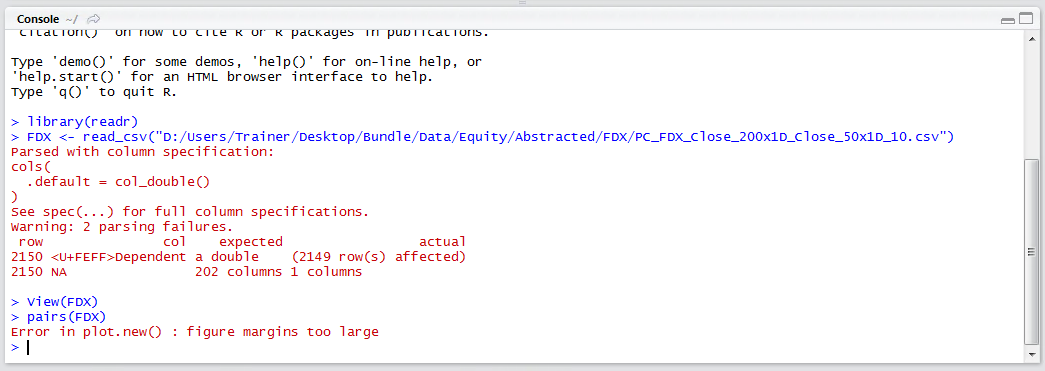 Console ~/
'citation()' on how to cite R or R packages in publications.
Type 'demo()' for some demos, 'help()' for on-line help, or
'help.start()' for an HTML browser interface to help.
Type 'q()' to quit R.
> library(readr)
> FDX <- read_csv("D:/Users/Trainer/Desktop/Bundle/Data/Equity/Abstracted/FDX/PC_FDX_Close_200x1D_Close_50x1D_10.csv")
Parsed with column specification:
cols(
  .default = col_double()
)
See spec(...) for full column specifications.
Warning: 2 parsing failures.
 row               col    expected                 actual
2150 <U+FEFF>Dependent a double    (2149 row(s) affected)
2150 NA                202 columns 1 columns
> View(FDX)
> pairs(FDX)
Error in plot.new() : figure margins too large
>